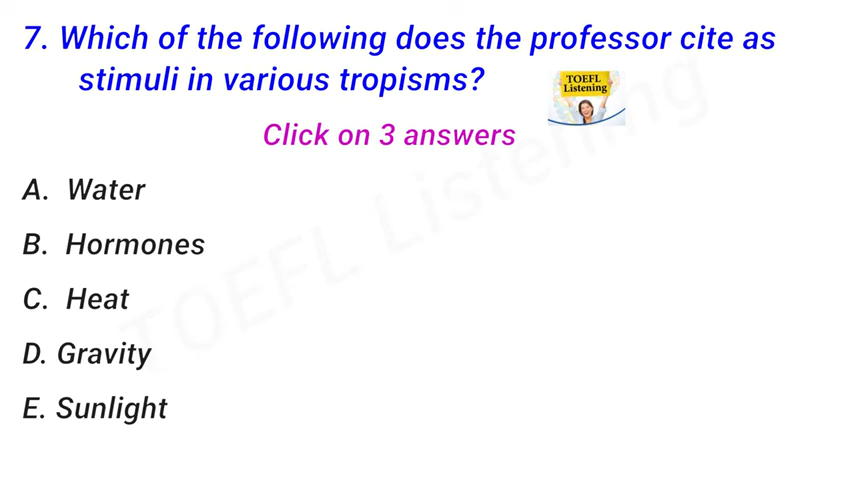 7. Which of the following does the professor cite as
stimuli in various tropisms?
TOEFL
Listening
Click on 3 answers
A. Water
B. Hormones
C. Heat
D. Gravity
E. Sunlight
TOEFL Listening